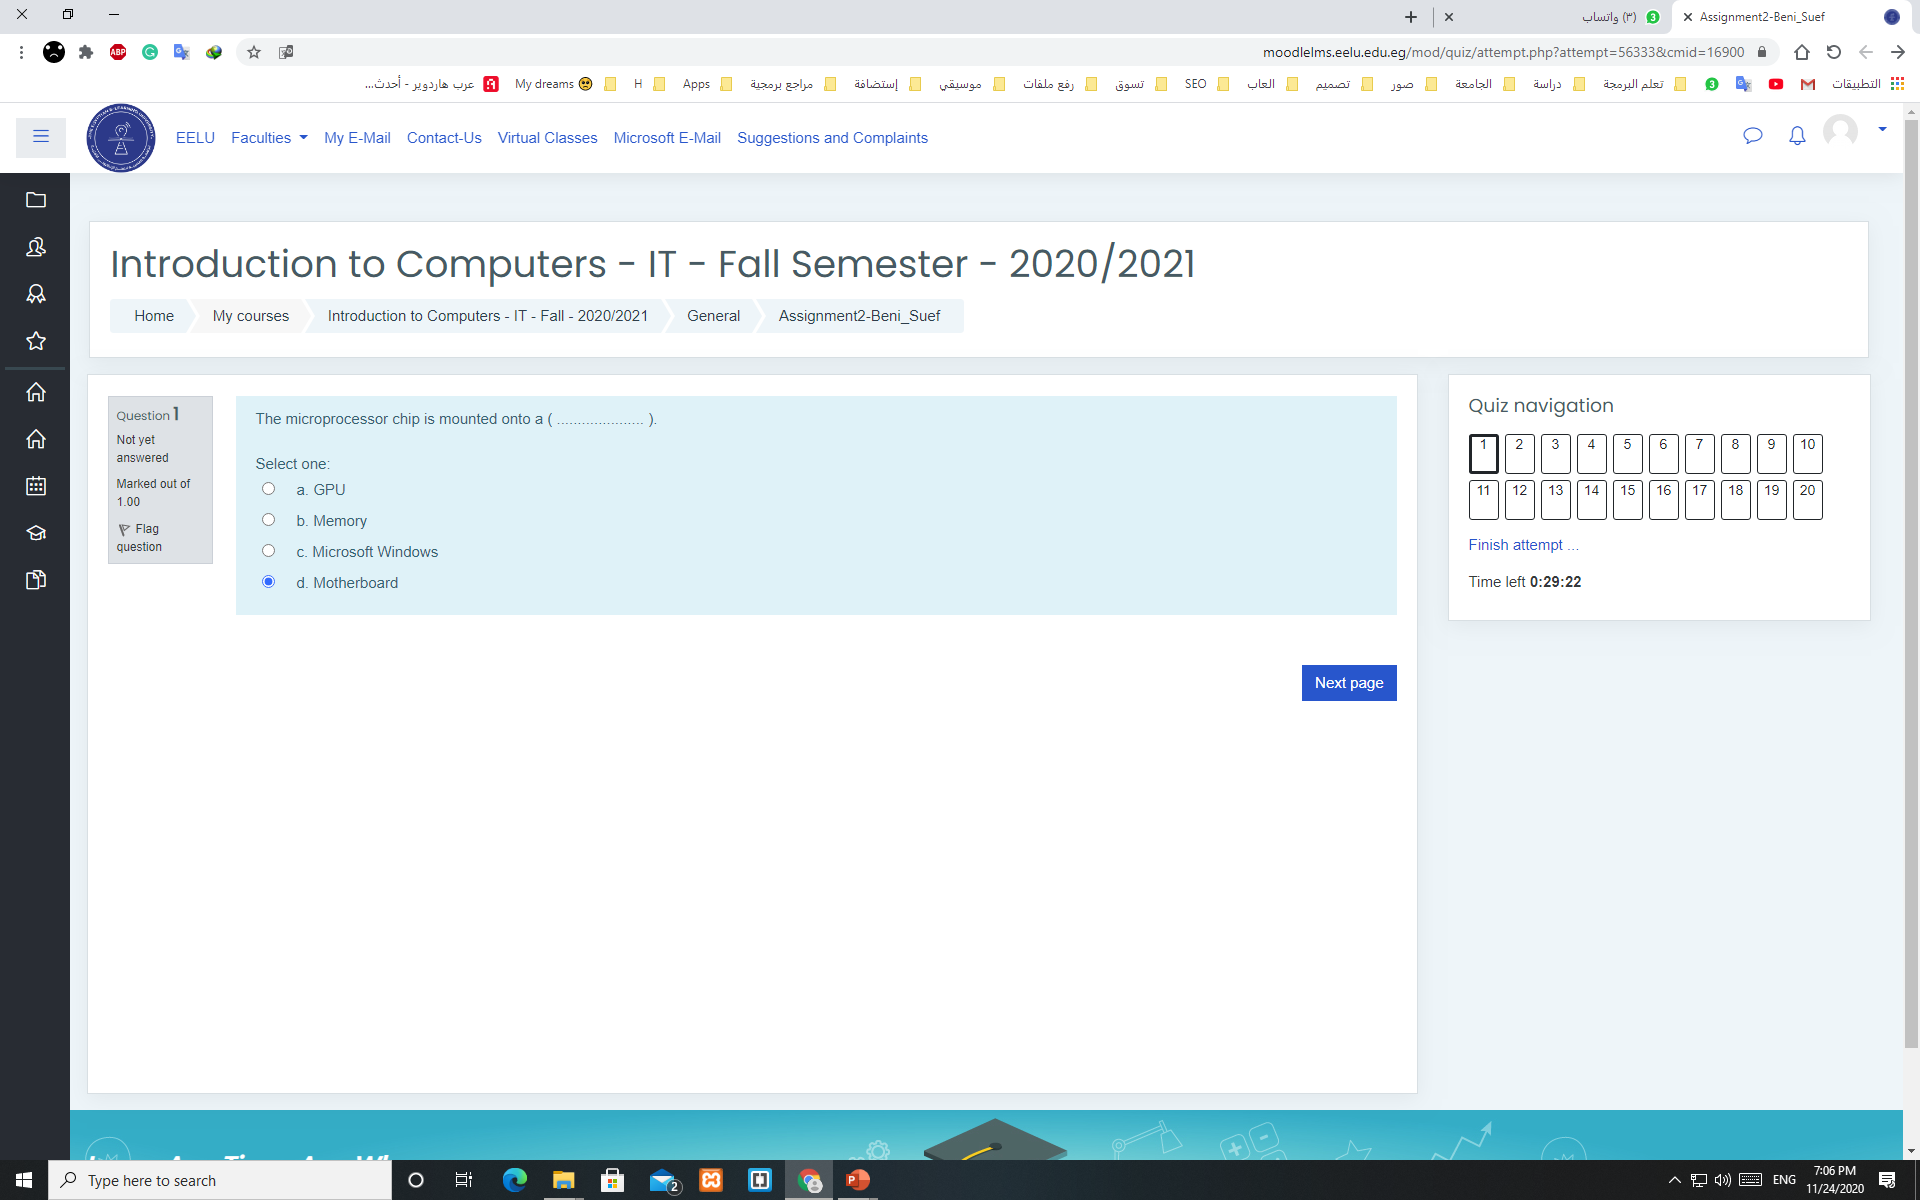 (٣) واتساب
Assignment2-Beni_Suef
moodlelms.eelu.edu.eg/mod/quiz/attempt.php?attempt=56333&cmid=16900
عرب هاردوير - أحدث...
My dreams
H
Apps
مراجع برمجية
إستضافة
موسيقي
رفع ملفات
تسوق
SEO
العاب
تصميم
صور
الجامعة
دراسة
تعلم البرمجة
التطبيقات
EELU
Faculties
My E-Mail
Contact-Us
Virtual Classes
Microsoft E-Mail
Suggestions and Complaints
Introduction to Computers - IT - Fall Semester - 2020/2021
Home
My courses
Introduction to Computers - IT - Fall - 2020/2021
General
Assignment2-Beni_Suef
Question 1
Not yet
answered
Marked out of
1.00
Flag
question
The microprocessor chip is mounted onto a ( ..................... ).
Select one:
a. GPU
b. Memory
c. Microsoft Windows
d. Motherboard
Next page
Quiz navigation
1 2 3 4 5 6 7 8 9 10
11 12 13 14 15 16 17 18 19 20
Finish attempt ...
Time left 0:29:22
Type here to search
2
ENG
7:06 PM
11/24/2020